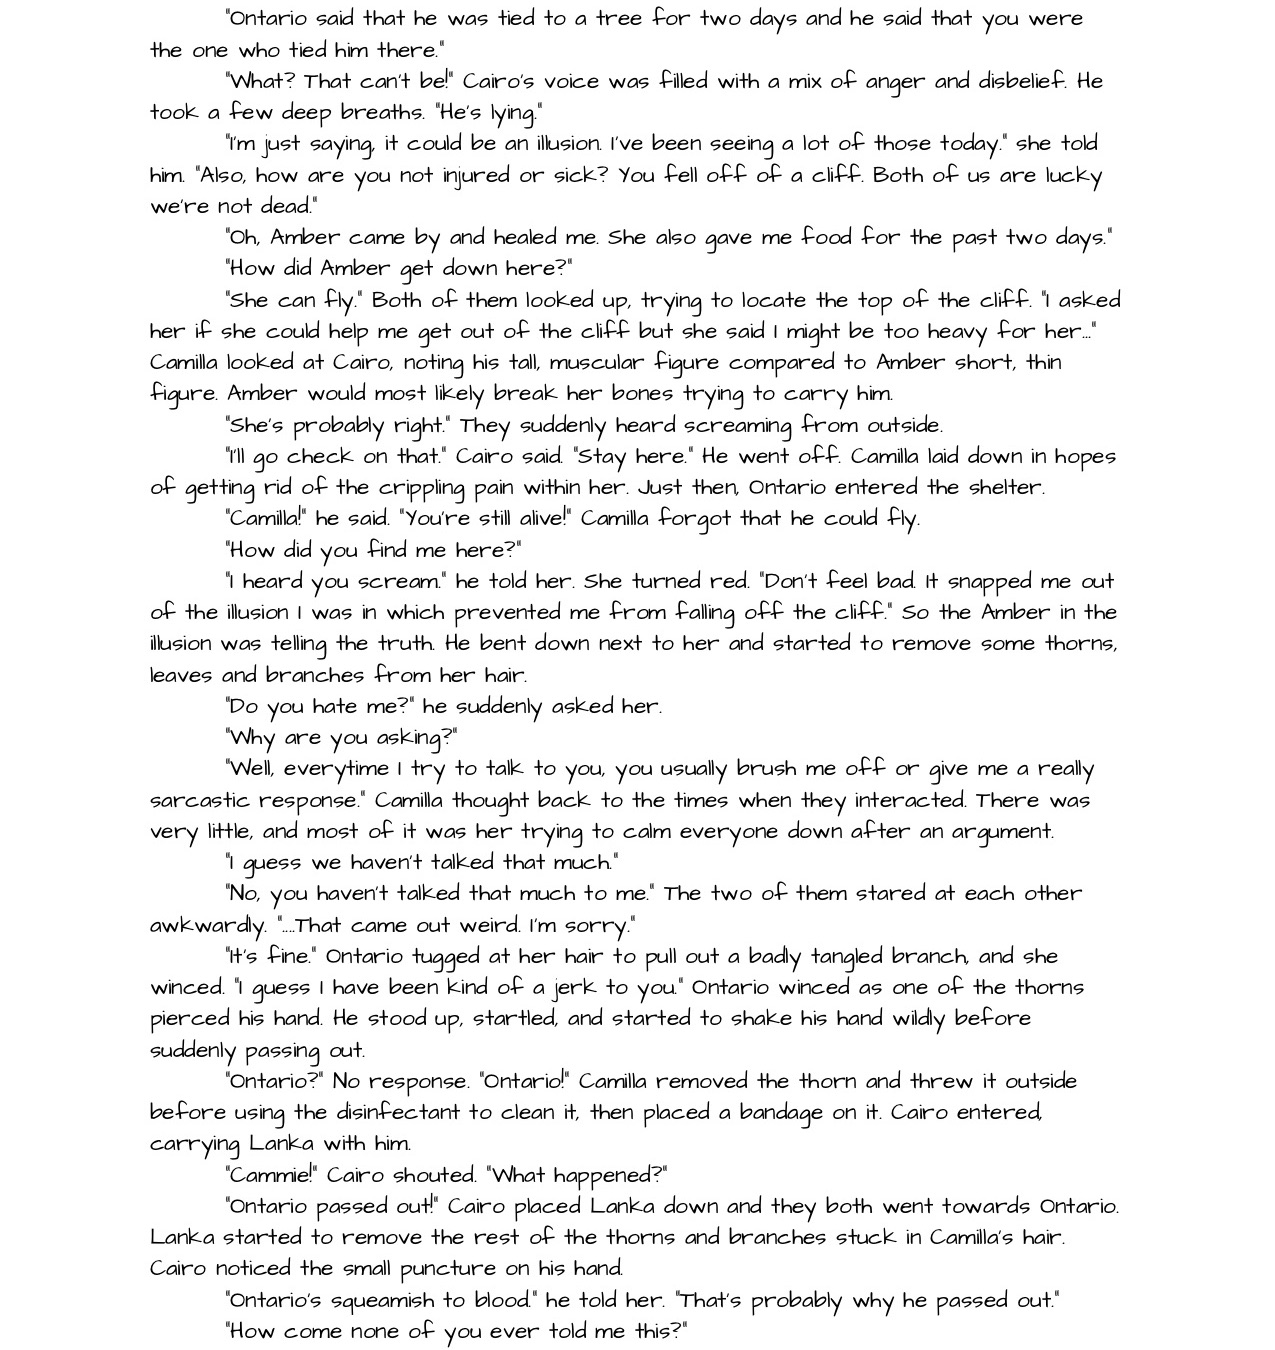 "Ontario said that he was tied to a tree for two days and he said that you were
the one who tied him there."
"What? That can't be!" Cairo's voice was filled with a mix of anger and disbelief. He
took a few deep breaths. "He's lying."
"I'm just saying, it could be an illusion. I've been seeing a lot of those today." she told
him. "Also, how are you not injured or sick? You fell off of a cliff. Both of us are lucky
we're not dead."
"Oh, Amber came by and healed me. She also gave me food for the past two days."
"How did Amber get down here?"
"She can fly." Both of them looked up, trying to locate the top of the cliff. "I asked
her if she could help me get out of the cliff but she said I might be too heavy for her..."
Camilla looked at Cairo, noting his tall, muscular figure compared to Amber short, thin
figure. Amber would most likely break her bones trying to carry him.
"She's probably right." They suddenly heard screaming from outside.
"I'll go check on that." Cairo said. "Stay here." He went off. Camilla laid down in hopes
of getting rid of the crippling pain within her. Just then, Ontario entered the shelter.
"Camilla!" he said. "You're still alive!" Camilla forgot that he could fly.
"How did you find me here?"
"I heard you scream." he told her. She turned red. "Don't feel bad. It snapped me out
of the illusion I was in which prevented me from falling off the cliff." So the Amber in the
illusion was telling the truth. He bent down next to her and started to remove some thorns,
leaves and branches from her hair.
"Do you hate me?" he suddenly asked her.
"Why are you asking?"
"Well, everytime I try to talk to you, you usually brush me off or give me a really
sarcastic response." Camilla thought back to the times when they interacted. There was
very little, and most of it was her trying to calm everyone down after an argument.
"I guess we haven't talked that much."
"No, you haven't talked that much to me." The two of them stared at each other
awkwardly. "....That came out weird. I'm sorry."
"It's fine." Ontario tugged at her hair to pull out a badly tangled branch, and she
winced. "I guess I have been kind of a jerk to you." Ontario winced as one of the thorns
pierced his hand. He stood up, startled, and started to shake his hand wildly before
suddenly passing out.
"Ontario?" No response. "Ontario!" Camilla removed the thorn and threw it outside
before using the disinfectant to clean it, then placed a bandage on it. Cairo entered,
carrying Lanka with him.
"Cammie!" Cairo shouted. "What happened?"
"Ontario passed out!" Cairo placed Lanka down and they both went towards Ontario.
Lanka started to remove the rest of the thorns and branches stuck in Camilla's hair.
Cairo noticed the small puncture on his hand.
"Ontario's squeamish to blood." he told her. "That's probably why he passed out."
"How come none of you ever told me this?"